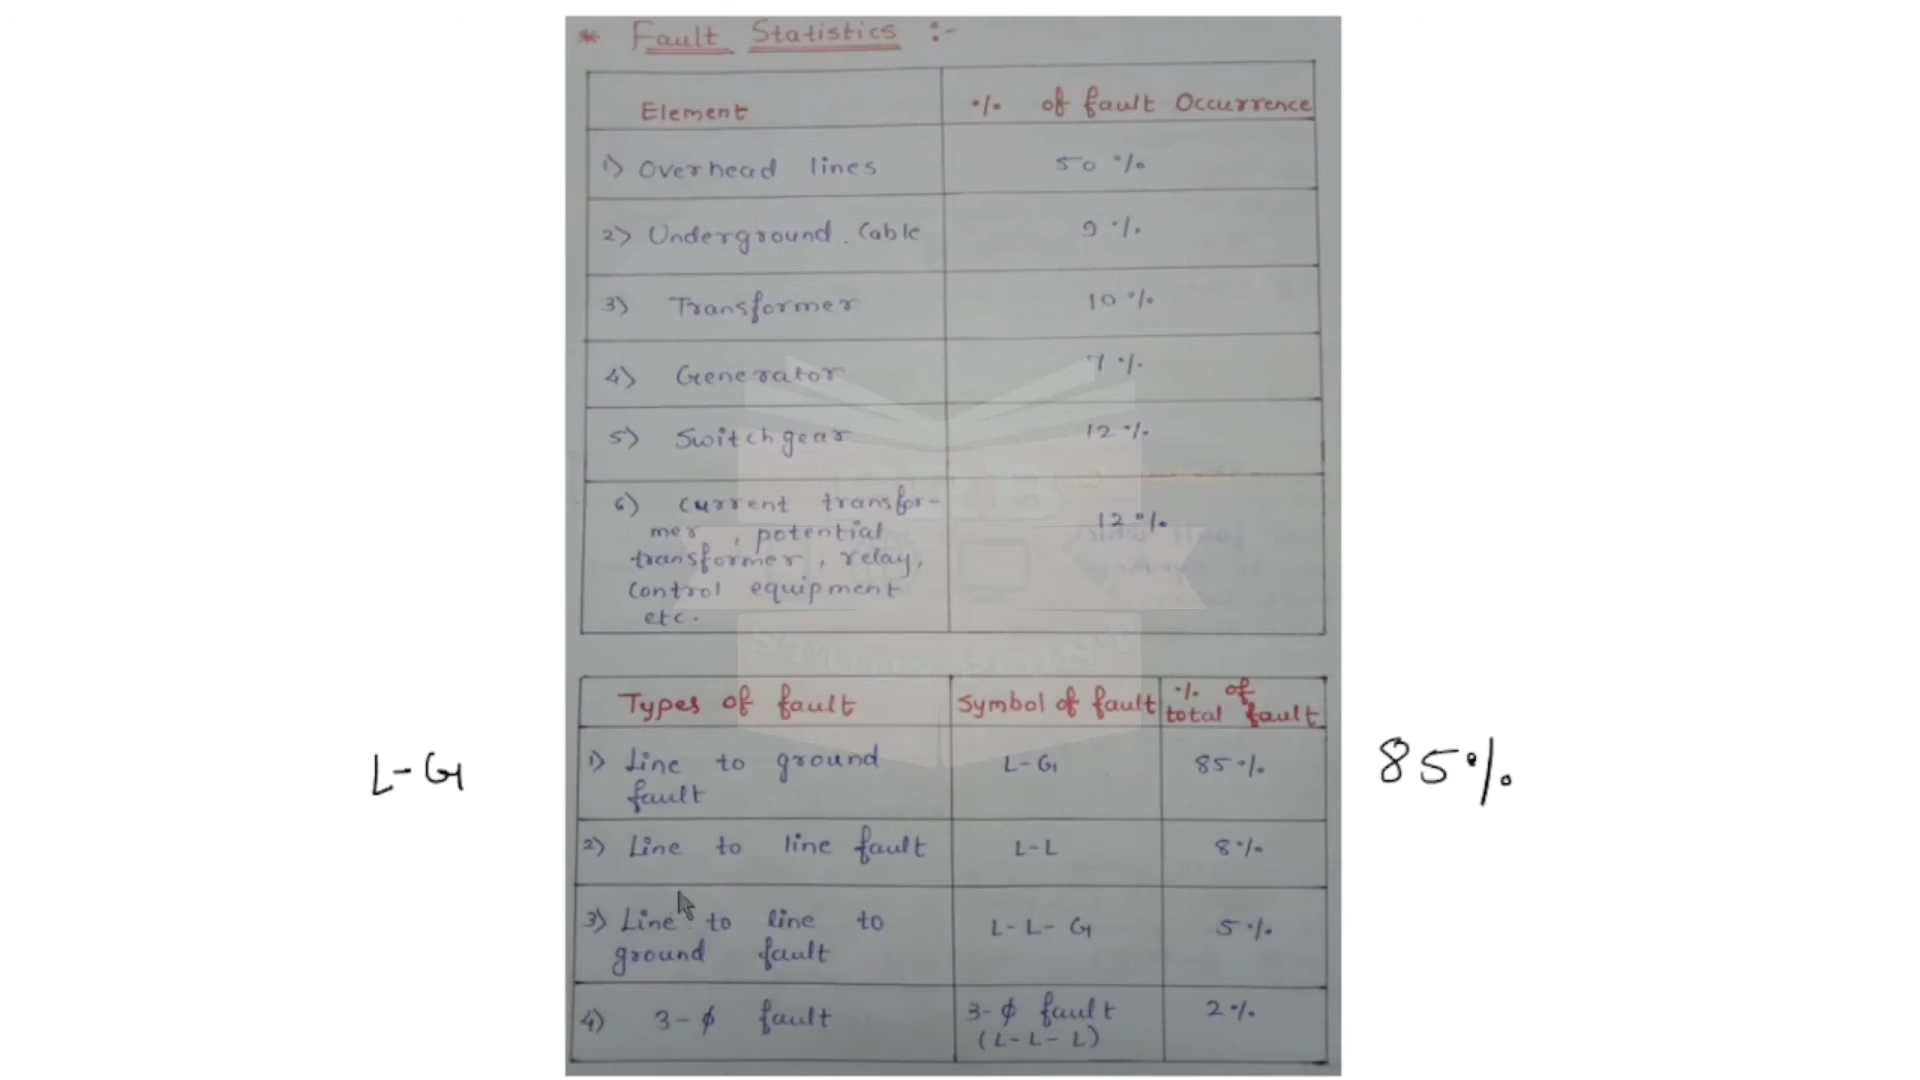 * Fault Statistics :-
Element % of fault Occurrence
1) Overhead lines 50 %
2) Underground Cable 9 %
3) Transformer 10 %
4) Generator 7 %
5) Switchgear 12 %
6) Current transfor- 12 %
mer, potential
transformer, relay,
Control equipment
etc.
Types of fault Symbol of fault % of
total fault
1) Line to ground L-G 85 %
fault
2) Line to line fault L-L 8 %
3) Line to line to L-L-G 5 %
ground fault
4) 3-ϕ fault 3-ϕ fault 2 %
(L-L-L)
L-G 85%